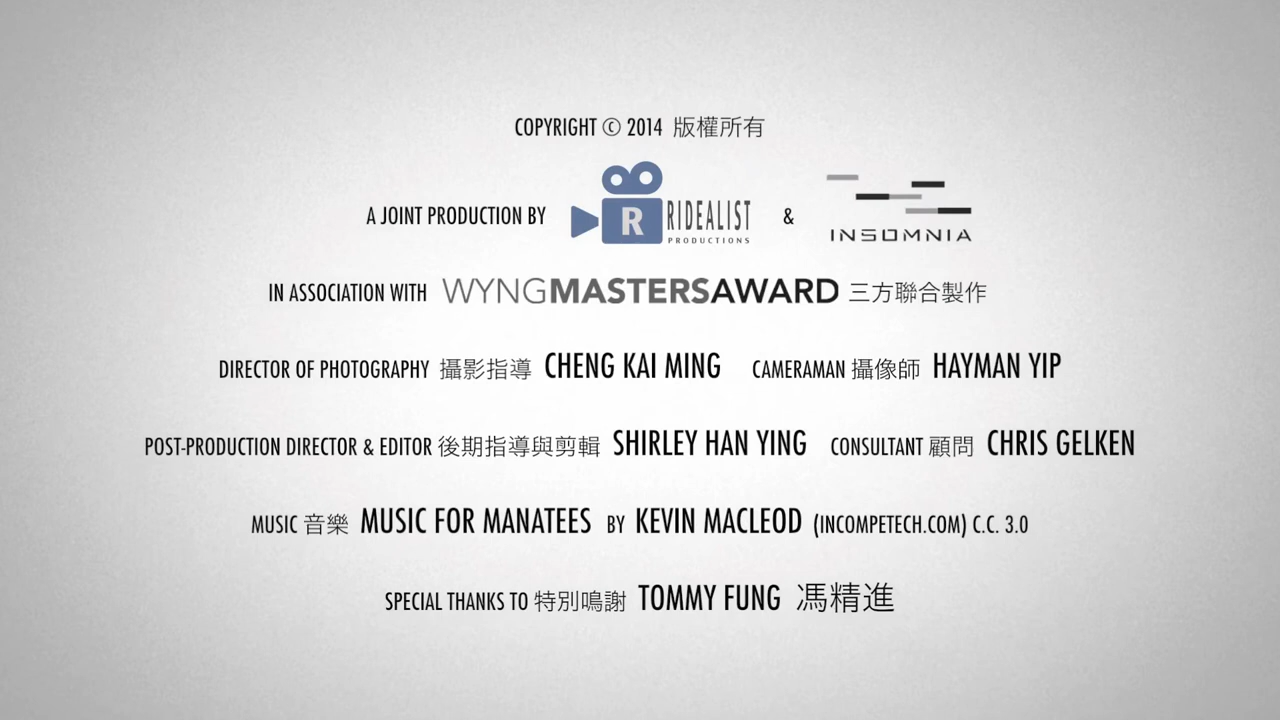 COPYRIGHT © 2014 版權所有
A JOINT PRODUCTION BY R RIDEALIST PRODUCTIONS & INSOMNIA
IN ASSOCIATION WITH WYNGMASTERSAWARD 三方聯合製作
DIRECTOR OF PHOTOGRAPHY 攝影指導 CHENG KAI MING CAMERAMAN 攝像師 HAYMAN YIP
POST-PRODUCTION DIRECTOR & EDITOR 後期指導與剪輯 SHIRLEY HAN YING CONSULTANT 顧問 CHRIS GELKEN
MUSIC 音樂 MUSIC FOR MANATEES BY KEVIN MACLEOD (INCOMPETECH.COM) C.C. 3.0
SPECIAL THANKS TO 特別鳴謝 TOMMY FUNG 馮精進